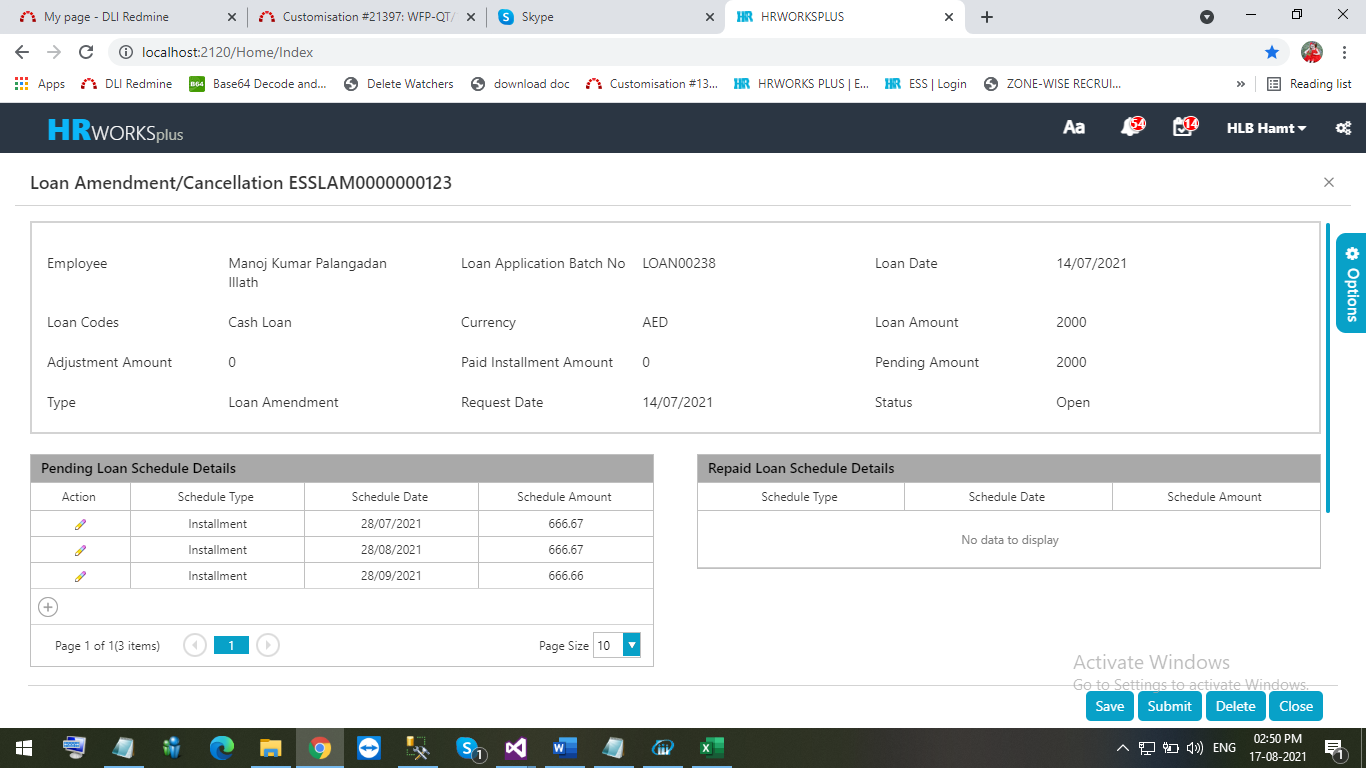 My page - DLI Redmine
Customisation #21397: WFP-QT/
Skype
HRWORKSPLUS
localhost:2120/Home/Index
Apps
DLI Redmine
B64
Base64 Decode and...
Delete Watchers
download doc
Customisation #13...
HR
HRWORKS PLUS | E...
HR
ESS | Login
ZONE-WISE RECRUI...
»
Reading list
HRWORKSplus
Aa
54
14
HLB Hamt
Loan Amendment/Cancellation ESSLAM0000000123
Employee
Manoj Kumar Palangadan
Illath
Loan Application Batch No
LOAN00238
Loan Date
14/07/2021
Options
Loan Codes
Cash Loan
Currency
AED
Loan Amount
2000
Adjustment Amount
0
Paid Installment Amount
0
Pending Amount
2000
Type
Loan Amendment
Request Date
14/07/2021
Status
Open
Pending Loan Schedule Details
Action
Schedule Type
Schedule Date
Schedule Amount
Installment
28/07/2021
666.67
Installment
28/08/2021
666.67
Installment
28/09/2021
666.66
Page 1 of 1(3 items)
1
Page Size
10
Repaid Loan Schedule Details
Schedule Type
Schedule Date
Schedule Amount
No data to display
Activate Windows
Go to Settings to activate Windows.
Save
Submit
Delete
Close
1
ENG
02:50 PM
17-08-2021
1